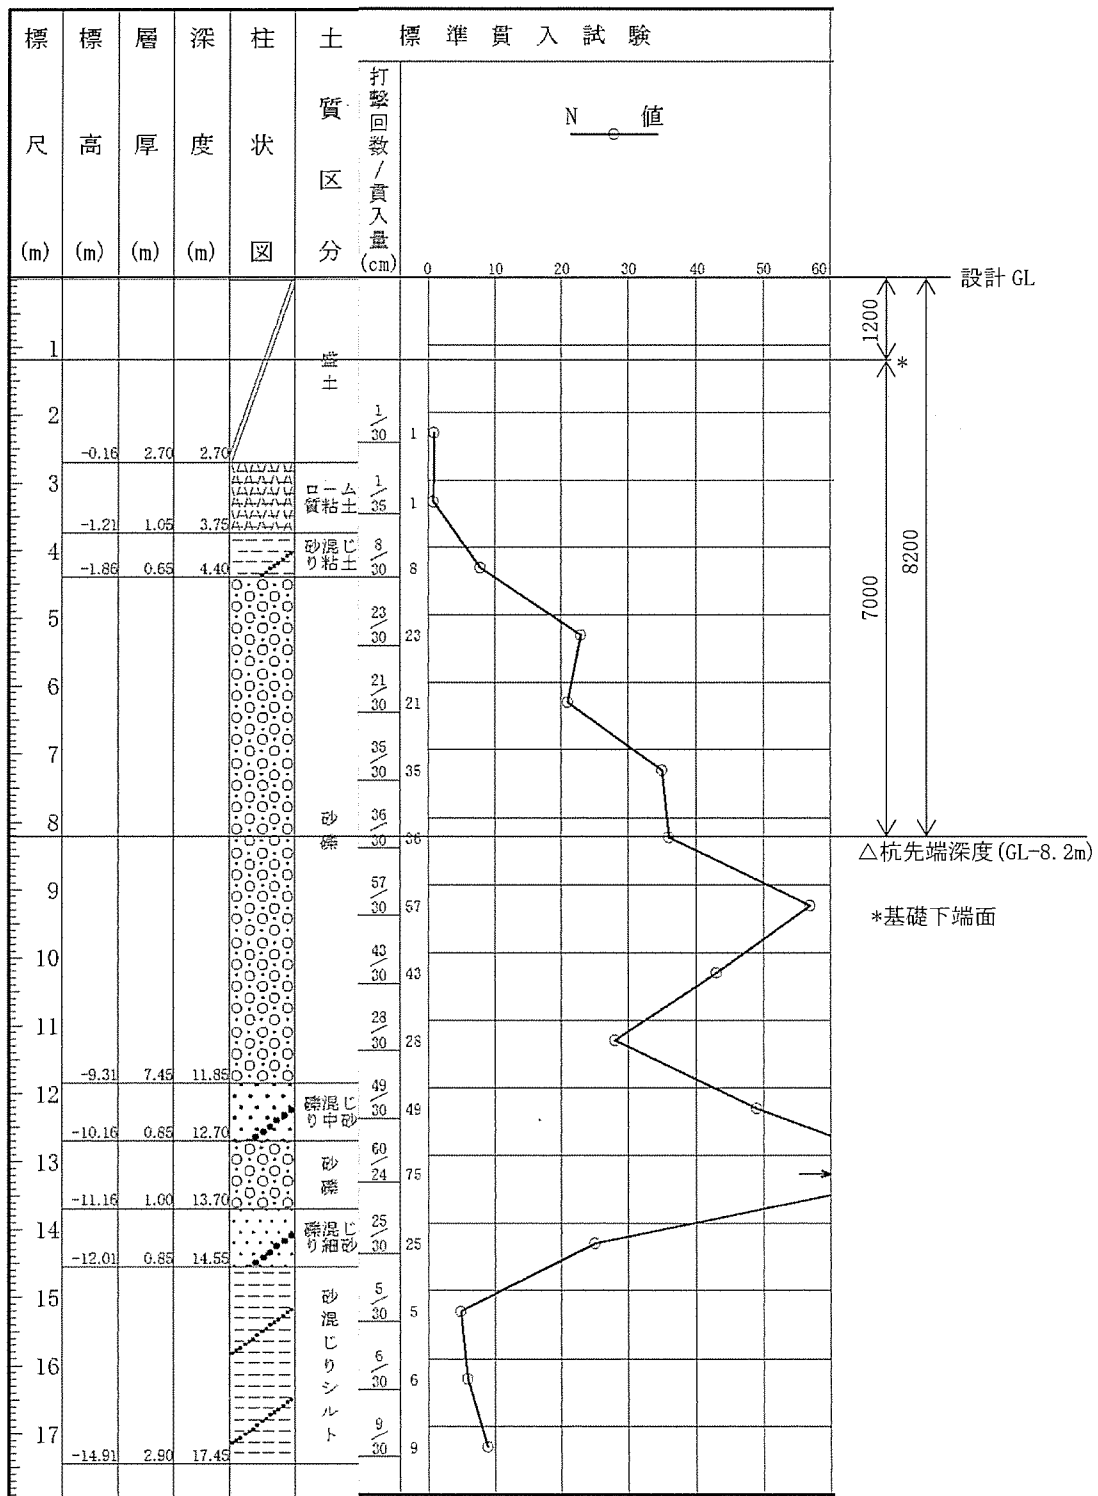 標尺(m)
標高(m)
層厚(m)
深度(m)
柱状図
土質区分
標準貫入試験
打撃回数/貫入量(cm)
N 値
0 10 20 30 40 50 60
設計 GL
1200
*
7000
8200
△杭先端深度(GL-8.2m)
*基礎下端面
1
盛土
2
1/30 1
-0.16 2.70 2.70
3
ローム質粘土
1/35 1
-1.21 1.05 3.75
4
砂混じり粘土
8/30 8
-1.86 0.65 4.40
5
23/30 23
6
21/30 21
7
35/30 35
8
砂礫
36/30 36
9
57/30 57
10
43/30 43
11
28/30 28
-9.31 7.45 11.85
12
礫混じり中砂
49/30 49
-10.16 0.85 12.70
13
砂礫
60/24 75
-11.16 1.00 13.70
14
礫混じり細砂
25/30 25
-12.01 0.85 14.55
15
砂混じりシルト
5/30 5
16
6/30 6
17
9/30 9
-14.91 2.90 17.45